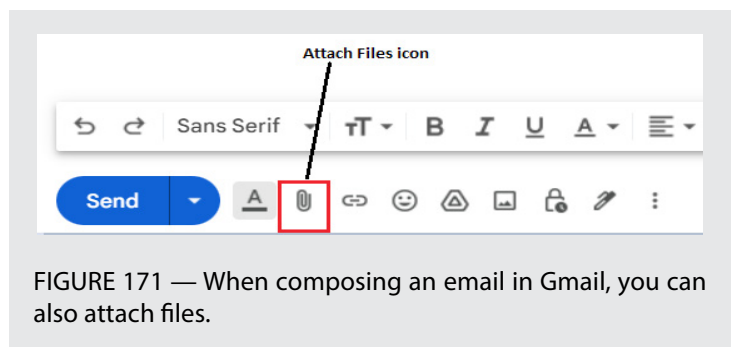 Attach Files icon
Sans Serif TT B I U A
Send A
FIGURE 171 — When composing an email in Gmail, you can
also attach files.